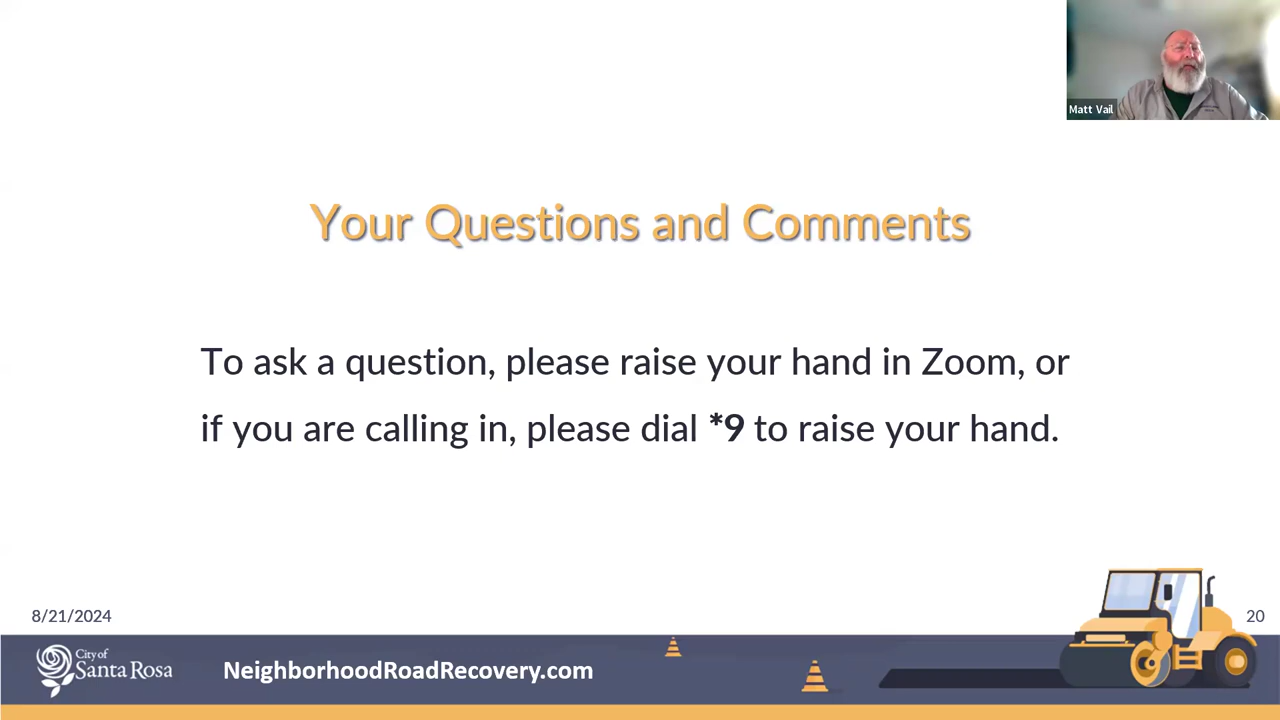 Matt Vail
Your Questions and Comments
To ask a question, please raise your hand in Zoom, or
if you are calling in, please dial *9 to raise your hand.
8/21/2024
20
City of
Santa Rosa
NeighborhoodRoadRecovery.com